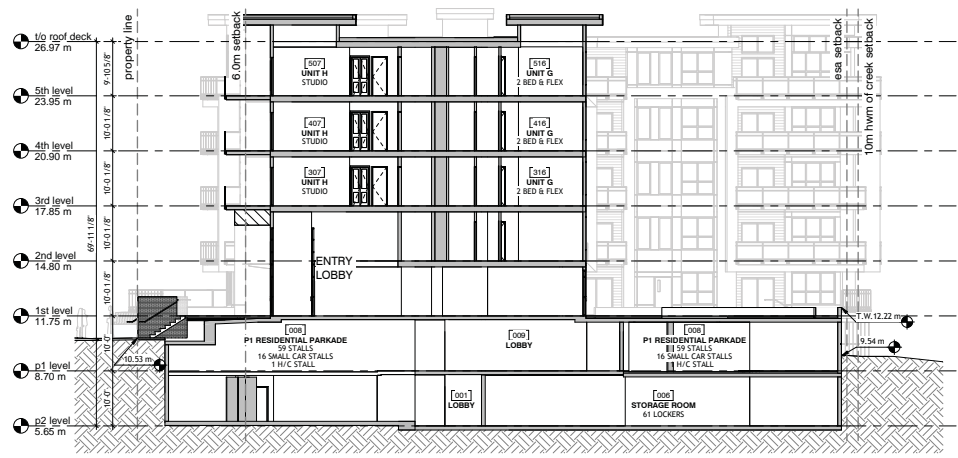 property line
6.0m setback
esa setback
10m hwm of creek setback
t/o roof deck
26.97 m
5th level
23.95 m
4th level
20.90 m
3rd level
17.85 m
2nd level
14.80 m
1st level
11.75 m
p1 level
8.70 m
p2 level
5.65 m
69'-11 1/8"
9'-10 5/8"
10'-0 1/8"
10'-0 1/8"
10'-0 1/8"
10'-0 1/8"
10'-0"
10'-0"
507
UNIT H
STUDIO
516
UNIT G
2 BED & FLEX
407
UNIT H
STUDIO
416
UNIT G
2 BED & FLEX
307
UNIT H
STUDIO
316
UNIT G
2 BED & FLEX
ENTRY
LOBBY
T.W. 12.22 m
9.54 m
10.53 m
008
P1 RESIDENTIAL PARKADE
59 STALLS
16 SMALL CAR STALLS
1 H/C STALL
009
LOBBY
008
P1 RESIDENTIAL PARKADE
59 STALLS
16 SMALL CAR STALLS
1 H/C STALL
001
LOBBY
006
STORAGE ROOM
61 LOCKERS